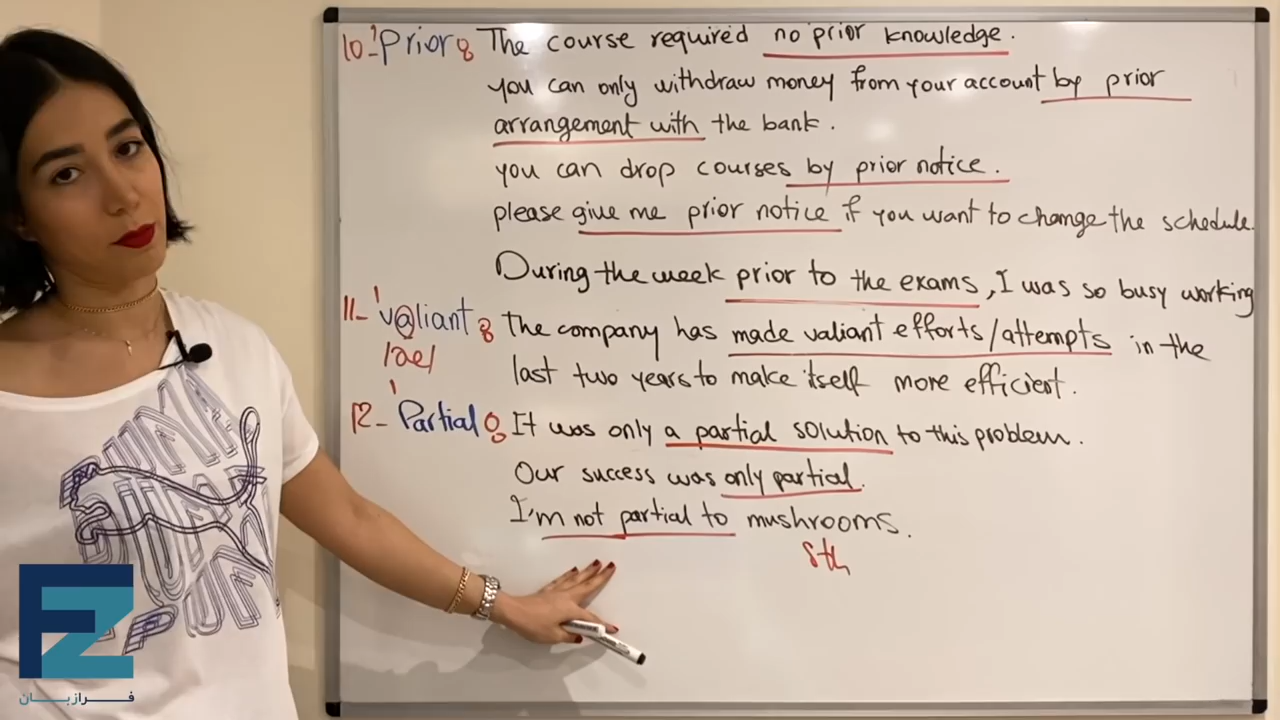 10- Prior: The course required no prior knowledge.
you can only withdraw money from your account by prior
arrangement with the bank.
you can drop courses by prior notice.
please give me prior notice if you want to change the schedule.
During the week prior to the exams, I was so busy working
11- valiant: The company has made valiant efforts/attempts in the
/ae/
last two years to make itself more efficient.
12- Partial: It was only a partial solution to this problem.
Our success was only partial.
I'm not partial to mushrooms.
sth
FZ
فرازبان